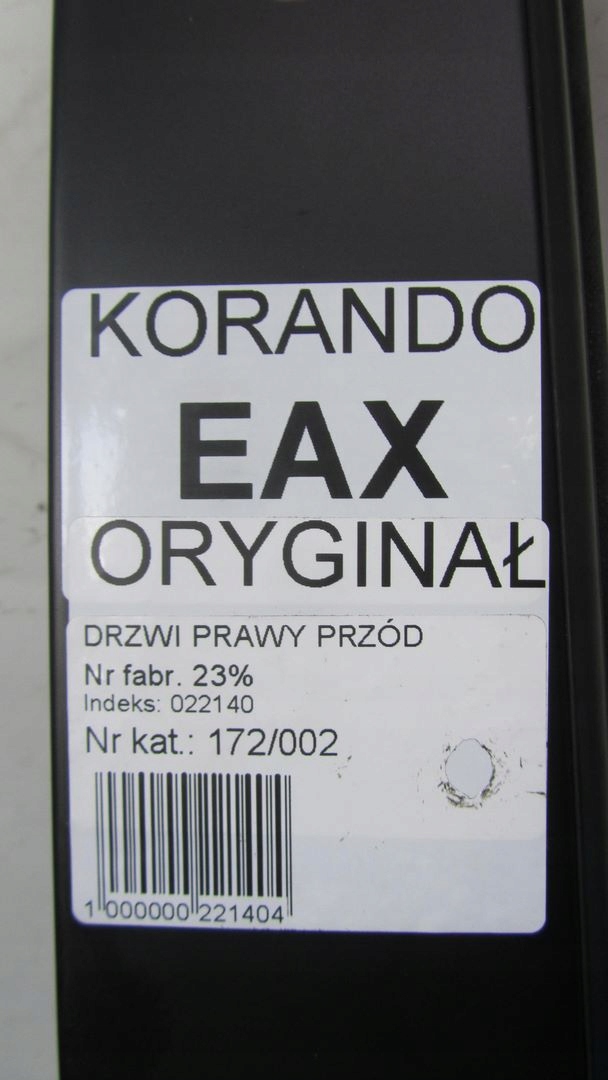 KORANDO
EAX
ORYGINAŁ
DRZWI PRAWY PRZÓD
Nr fabr. 23%
Indeks: 022140
Nr kat.: 172/002
1 000000 221404